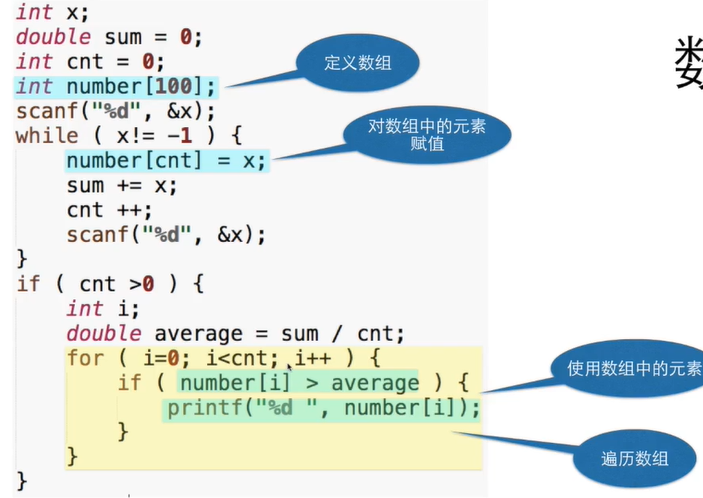 int x;
double sum = 0;
int cnt = 0;
int number[100];
scanf("%d", &x);
while ( x!= -1 ) {
    number[cnt] = x;
    sum += x;
    cnt ++;
    scanf("%d", &x);
}
if ( cnt >0 ) {
    int i;
    double average = sum / cnt;
    for ( i=0; i<cnt; i++ ) {
        if ( number[i] > average ) {
            printf("%d ", number[i]);
        }
    }
}
数
定义数组
对数组中的元素
赋值
使用数组中的元素
遍历数组